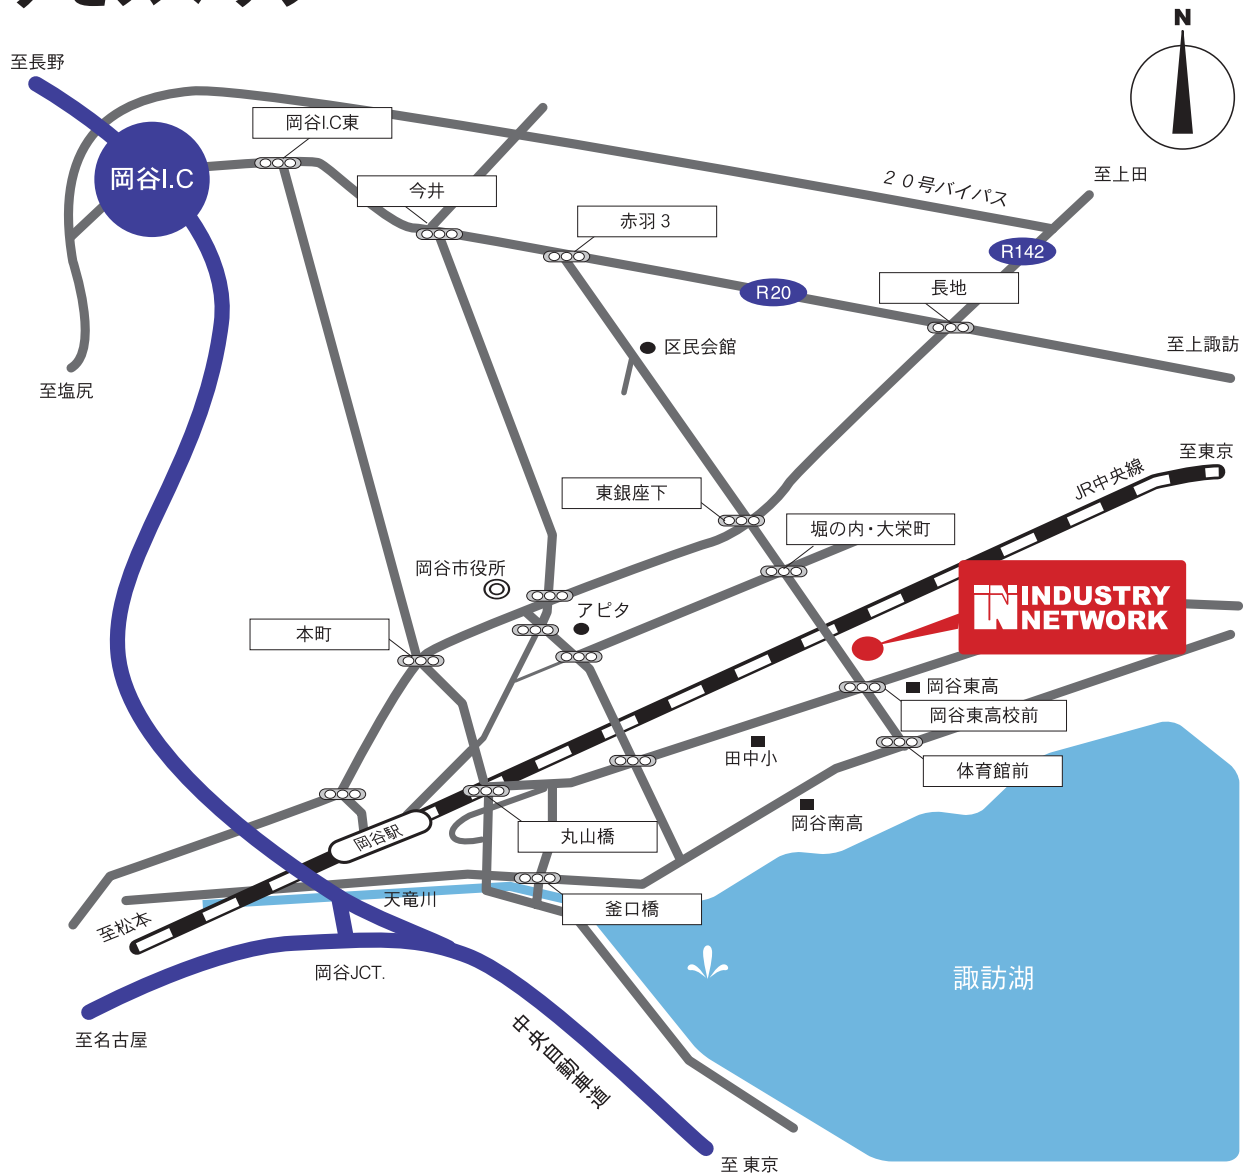 N
至長野
岡谷I.C東
岡谷I.C
今井
赤羽3
20号バイパス
至上田
R142
R20
長地
至上諏訪
区民会館
至塩尻
至東京
JR中央線
東銀座下
堀の内・大栄町
岡谷市役所
アピタ
INDUSTRY
NETWORK
本町
岡谷東高
岡谷東高校前
田中小
体育館前
岡谷南高
丸山橋
岡谷駅
天竜川
釜口橋
至松本
岡谷JCT.
諏訪湖
至名古屋
中央自動車道
至 東京